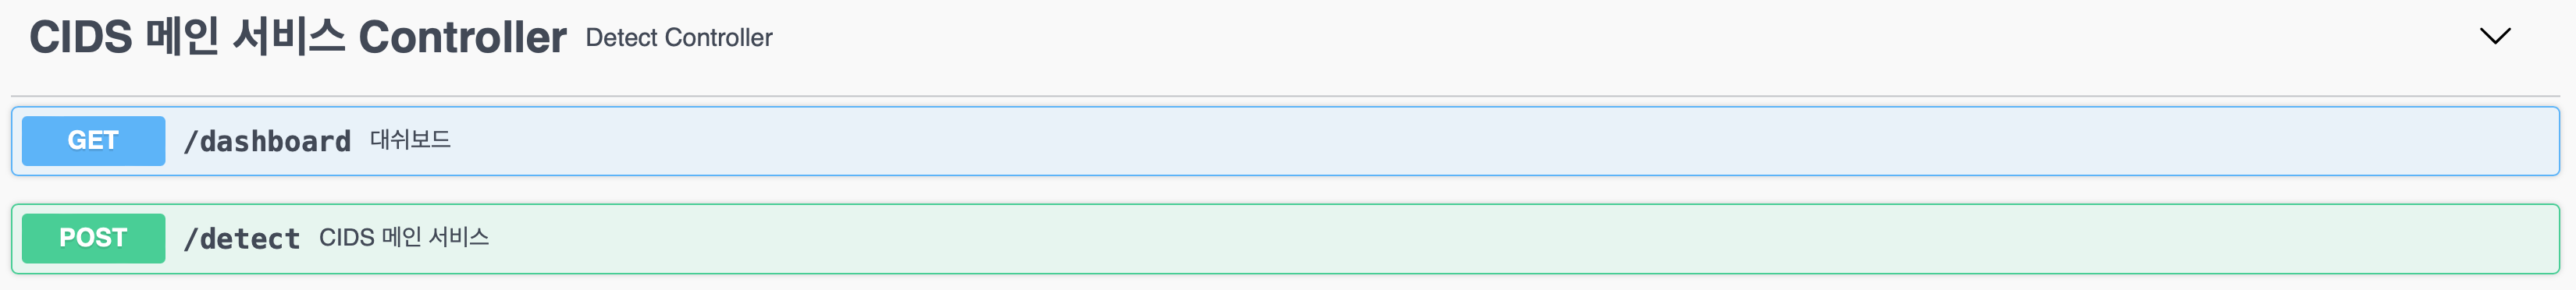 CIDS 메인 서비스 Controller Detect Controller
GET /dashboard 대쉬보드
POST /detect CIDS 메인 서비스